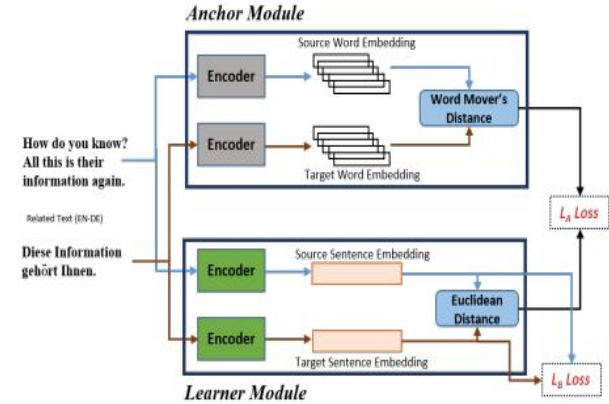 Anchor Module
Source Word Embedding
Encoder
Word Mover's
Distance
Encoder
Target Word Embedding
How do you know?
All this is their
information again.
Related Text (EN-DE)
Diese Information
gehört Ihnen.
L_A Loss
Source Sentence Embedding
Encoder
Euclidean
Distance
Encoder
Target Sentence Embedding
L_B Loss
Learner Module